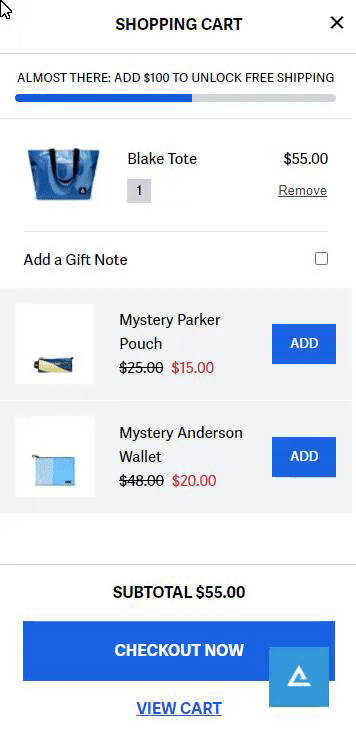 SHOPPING CART
ALMOST THERE: ADD $100 TO UNLOCK FREE SHIPPING
Blake Tote $55.00
1 Remove
Add a Gift Note
Mystery Parker
Pouch
$25.00 $15.00
ADD
Mystery Anderson
Wallet
$48.00 $20.00
ADD
SUBTOTAL $55.00
CHECKOUT NOW
VIEW CART